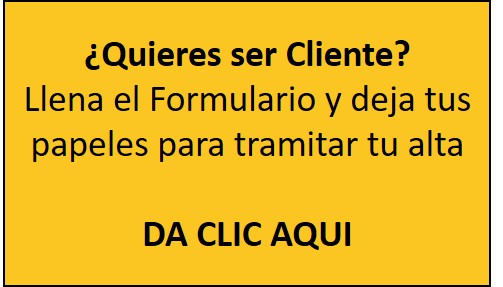 ¿Quieres ser Cliente?
Llena el Formulario y deja tus
papeles para tramitar tu alta
DA CLIC AQUI